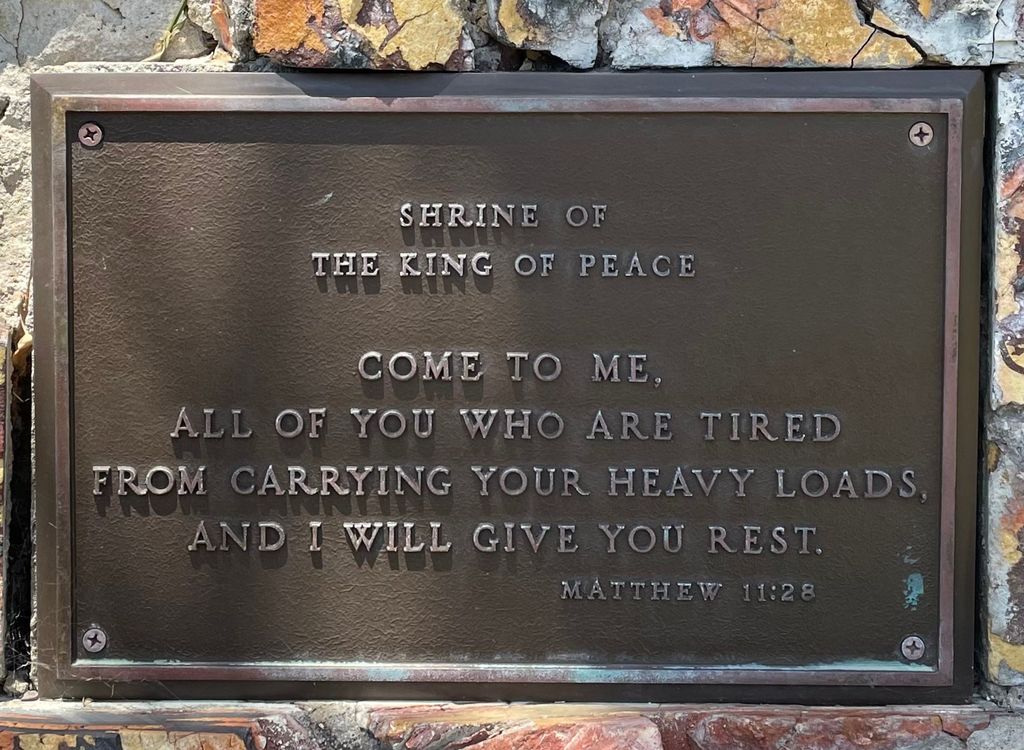 SHRINE OF
THE KING OF PEACE
COME TO ME,
ALL OF YOU WHO ARE TIRED
FROM CARRYING YOUR HEAVY LOADS,
AND I WILL GIVE YOU REST.
MATTHEW 11:28